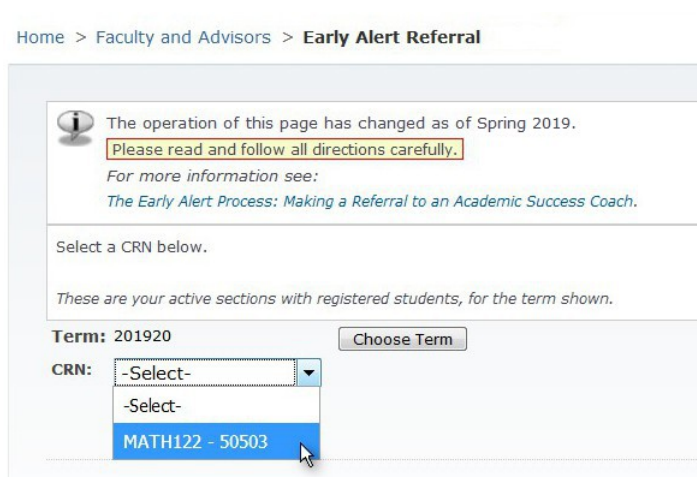 Home > Faculty and Advisors > Early Alert Referral
The operation of this page has changed as of Spring 2019.
Please read and follow all directions carefully.
For more information see:
The Early Alert Process: Making a Referral to an Academic Success Coach.
Select a CRN below.
These are your active sections with registered students, for the term shown.
Term: 201920 Choose Term
CRN: -Select-
-Select-
MATH122 - 50503